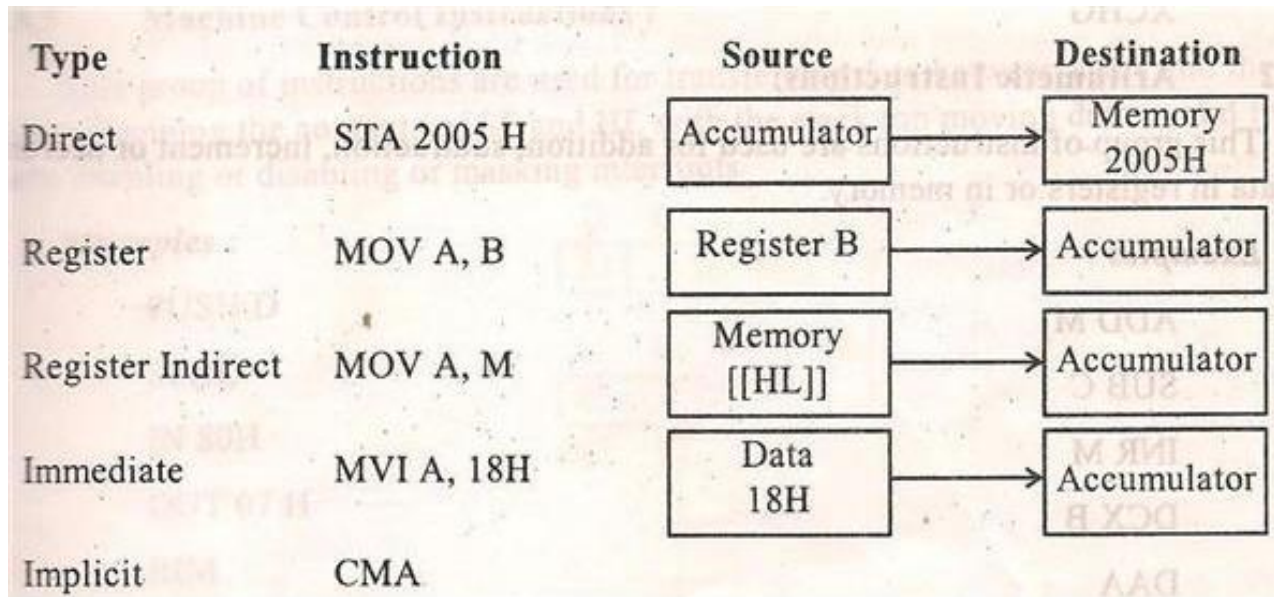 Type Instruction Source Destination
Direct STA 2005 H Accumulator Memory 2005H
Register MOV A, B Register B Accumulator
Register Indirect MOV A, M Memory [[HL]] Accumulator
Immediate MVI A, 18H Data 18H Accumulator
Implicit CMA